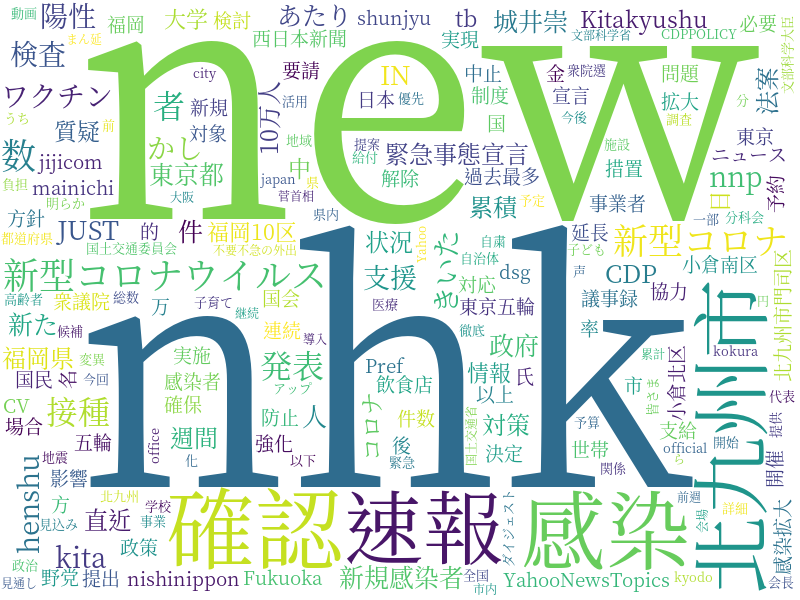 動画
まん延
陽性
福岡
大学
検討
あたり
shunjyu
tb
城井崇
Kitakyushu
必要
文部科学大臣
西日本新聞
実現
文部科学省
CDPPOLICY
検査
new
city
要請
IN
中止
金
衆院選
問題
法案
ワクチン
者
新規
10万人
日本
優先
制度
宣言
拡大
分
うち
前
活用
国
今後
調査
質疑
対象
数
かし
地域
提案
緊急事態宣言
施設
東京
jijicom
中
給付
措置
ニュース
mainichi
東京都
解除
過去最多
nnp
予約
負担
明らか
大阪
japan
県
菅首相
予定
累積
事業者
日
方針
JUST
的
件
県内
一部
分科会
都道府県
福岡10区
状況
自粛
きいた
延長
新型コロナ
国土交通委員会
不要不急の外出
Yahoo
自治体
子ども
新型コロナウイルス
nhk
支援
対応
dsg
声
CDP
小倉南区
高齢者
衆議院
総数
子育て
国会
東京五輪
議事録
協力
北九州市門司区
新た
候補
万
継続
連続
医療
導入
徹底
率
北九州市
円
福岡県
変異
実施
発表
政府
累計
kokura
国民
名
今回
感染者
アップ
Pref
情報
氏
市
皆さま
小倉北区
CV
接種
確保
飲食店
以上
代表
場合
五輪
週間
防止
人
コロナ
件数
対策
予算
支給
提供
henshu
地震
office
強化
後
国土交通省
決定
世帯
official
開始
影響
化
以下
緊急
関係
ら
開催
方
北九州
学校
確認
速報
ダイジェスト
感染
前週
詳細
見込み
直近
事業
会場
感染拡大
政治
kita
政策
見通し
野党
提出
nishinippon
Fukuoka
新規感染者
全国
市内
YahooNewsTopics
kyodo
会長